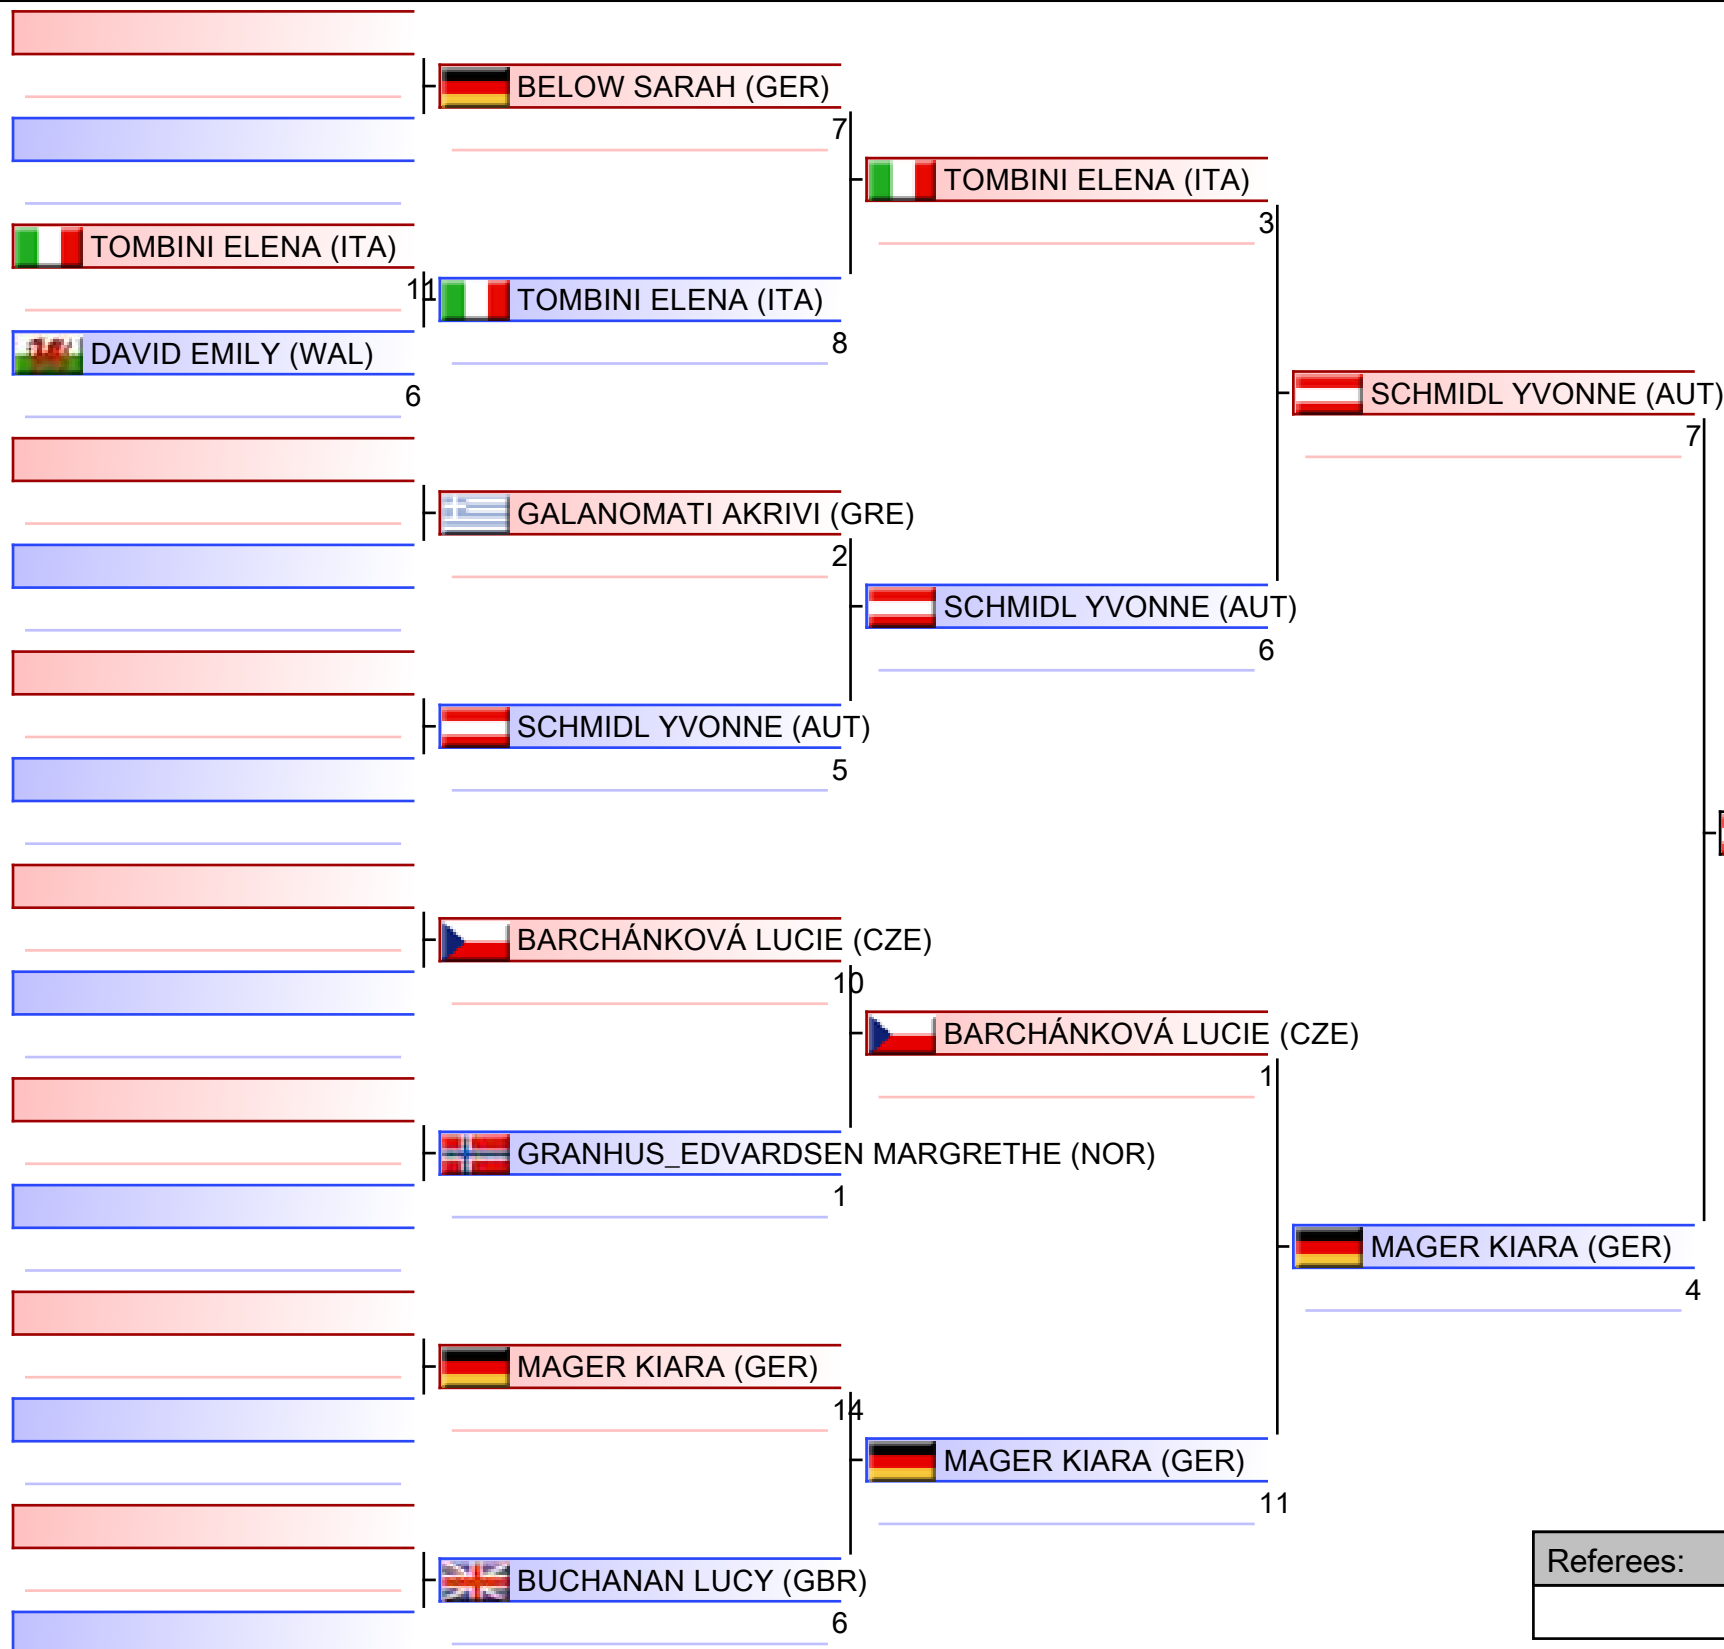 BELOW SARAH (GER)
7
TOMBINI ELENA (ITA)
3
TOMBINI ELENA (ITA)
11
TOMBINI ELENA (ITA)
8
DAVID EMILY (WAL)
6
SCHMIDL YVONNE (AUT)
7
GALANOMATI AKRIVI (GRE)
2
SCHMIDL YVONNE (AUT)
6
SCHMIDL YVONNE (AUT)
5
BARCHÁNKOVÁ LUCIE (CZE)
10
BARCHÁNKOVÁ LUCIE (CZE)
1
GRANHUS_EDVARDSEN MARGRETHE (NOR)
1
MAGER KIARA (GER)
4
MAGER KIARA (GER)
14
MAGER KIARA (GER)
11
BUCHANAN LUCY (GBR)
6
Referees: